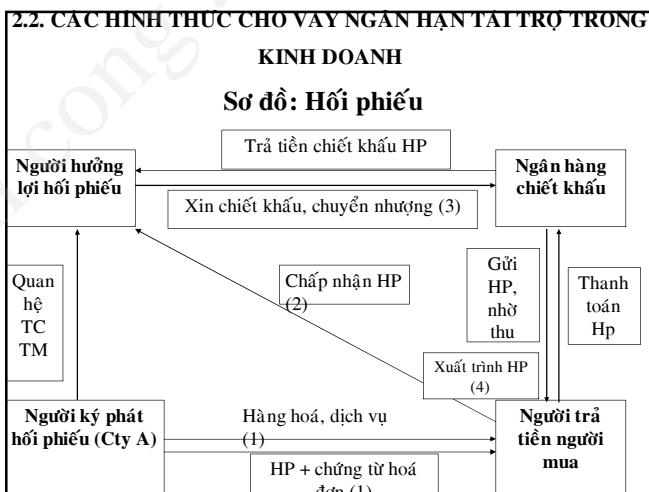 2.2. CÁC HÌNH THỨC CHO VAY NGẮN HẠN TÀI TRỢ TRONG
KINH DOANH
Sơ đồ: Hối phiếu
Trả tiền chiết khấu HP
Người hưởng
lợi hối phiếu
Ngân hàng
chiết khấu
Xin chiết khấu, chuyển nhượng (3)
Quan
hệ
TC
TM
Chấp nhận HP
(2)
Gửi
HP,
nhờ
thu
Thanh
toán
Hp
Xuất trình HP
(4)
Người ký phát
hối phiếu (Cty A)
Hàng hoá, dịch vụ
(1)
Người trả
tiền người
mua
HP + chứng từ hoá
đơn (1)